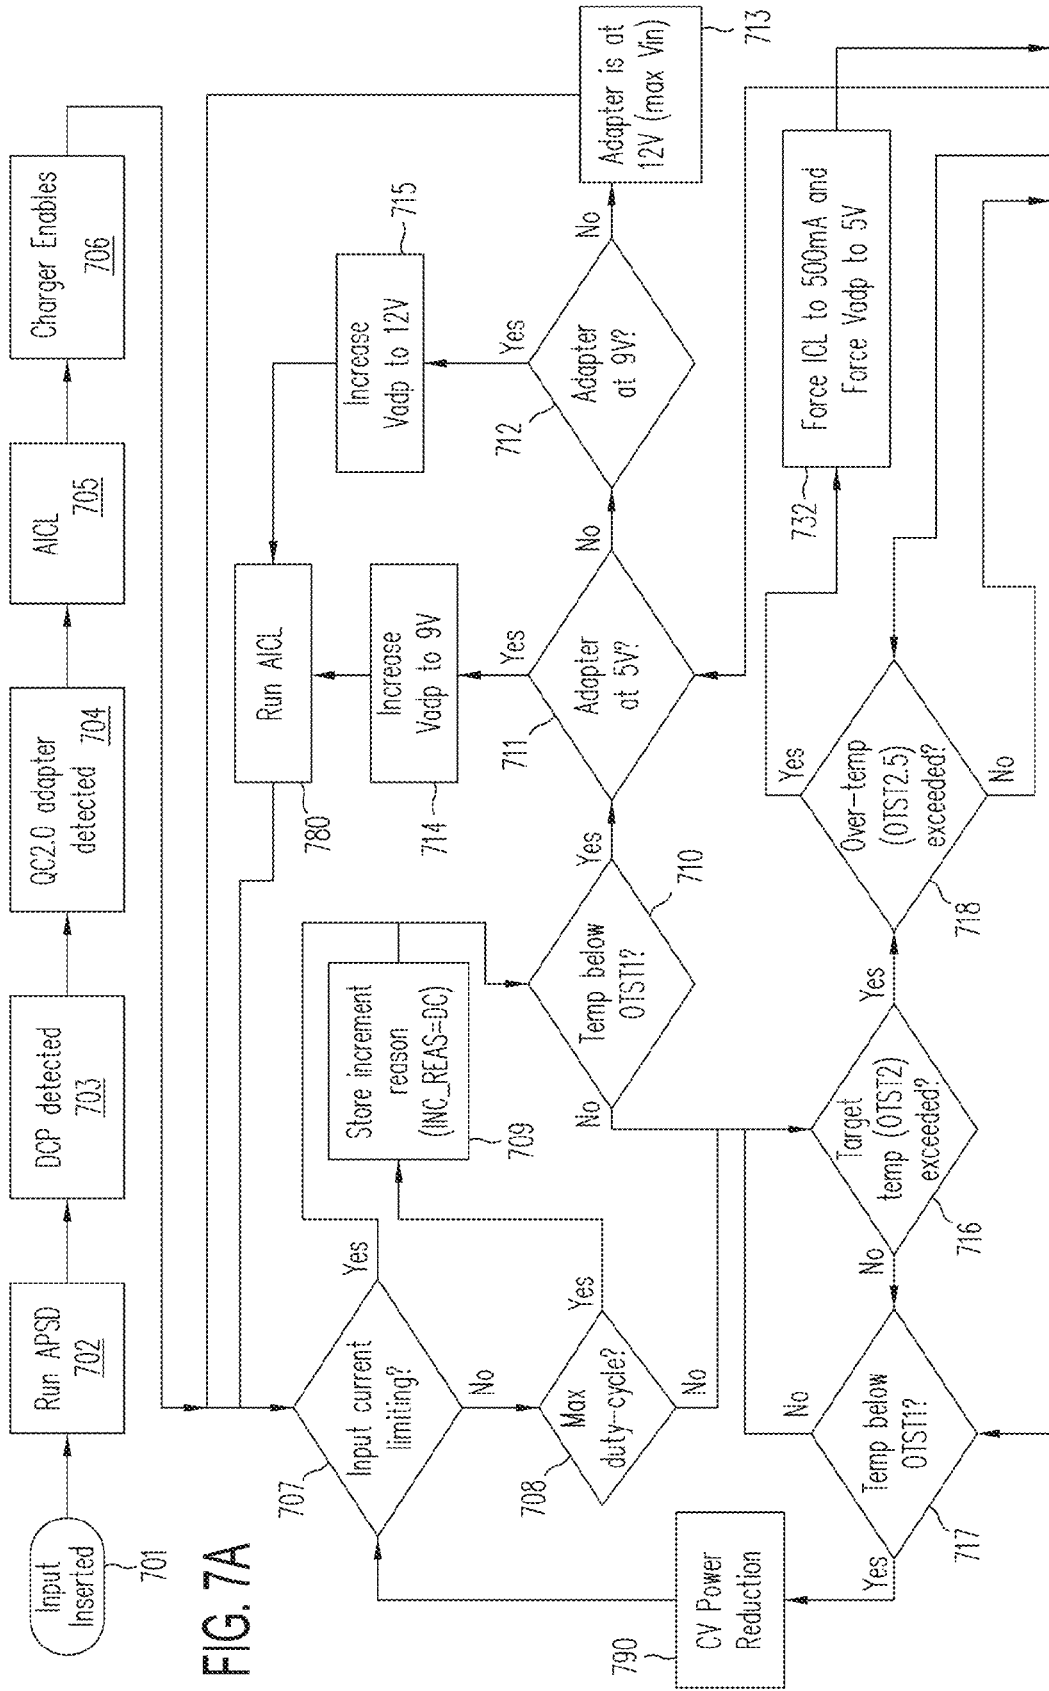 Input
Inserted
701
Run APSD
702
DCP detected
703
QC2.0 adapter
detected 704
AICL
705
Charger Enables
706
FIG. 7A
Input current
limiting?
707
Yes
No
Max
duty-cycle?
708
Yes
No
Store increment
reason
(INC_REAS=DC)
709
Temp below
OTST1?
710
Yes
No
Adapter
at 5V?
711
Yes
No
Increase
Vadp to 9V
714
Run AICL
780
Adapter
at 9V?
712
Yes
No
Increase
Vadp to 12V
715
Adapter is at
12V (max Vin)
713
CV Power
Reduction
790
Temp below
OTST1?
717
Yes
No
Target
temp (OTST2)
exceeded?
716
No
Yes
Over-temp
(OTST2.5)
exceeded?
718
Yes
No
Force ICL to 500mA and
Force Vadp to 5V
732